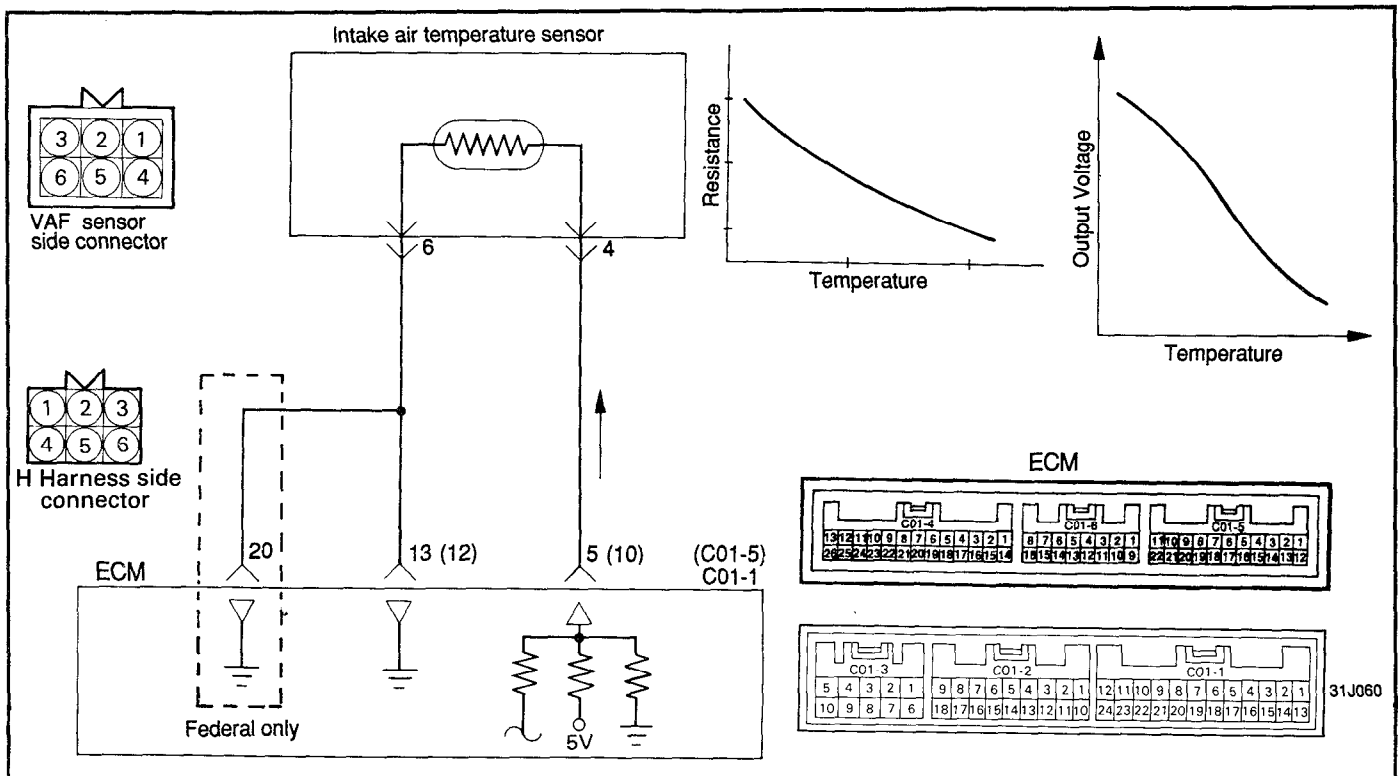 Intake air temperature sensor
3 2 1
6 5 4
VAF sensor
side connector
6
4
Resistance
Temperature
Output Voltage
Temperature
1 2 3
4 5 6
H Harness side
connector
20
13 (12)
5 (10)
(C01-5)
C01-1
ECM
Federal only
5V
ECM
C01-4
13 12 11 10 9 8 7 6 5 4 3 2 1
26 25 24 23 22 21 20 19 18 17 16 15 14
C01-6
8 7 6 5 4 3 2 1
16 15 14 13 12 11 10 9
C01-5
11 10 9 8 7 6 5 4 3 2 1
22 21 20 19 18 17 16 15 14 13 12
C01-3
5 4 3 2 1
10 9 8 7 6
C01-2
9 8 7 6 5 4 3 2 1
18 17 16 15 14 13 12 11 10
C01-1
12 11 10 9 8 7 6 5 4 3 2 1
24 23 22 21 20 19 18 17 16 15 14 13
31J060